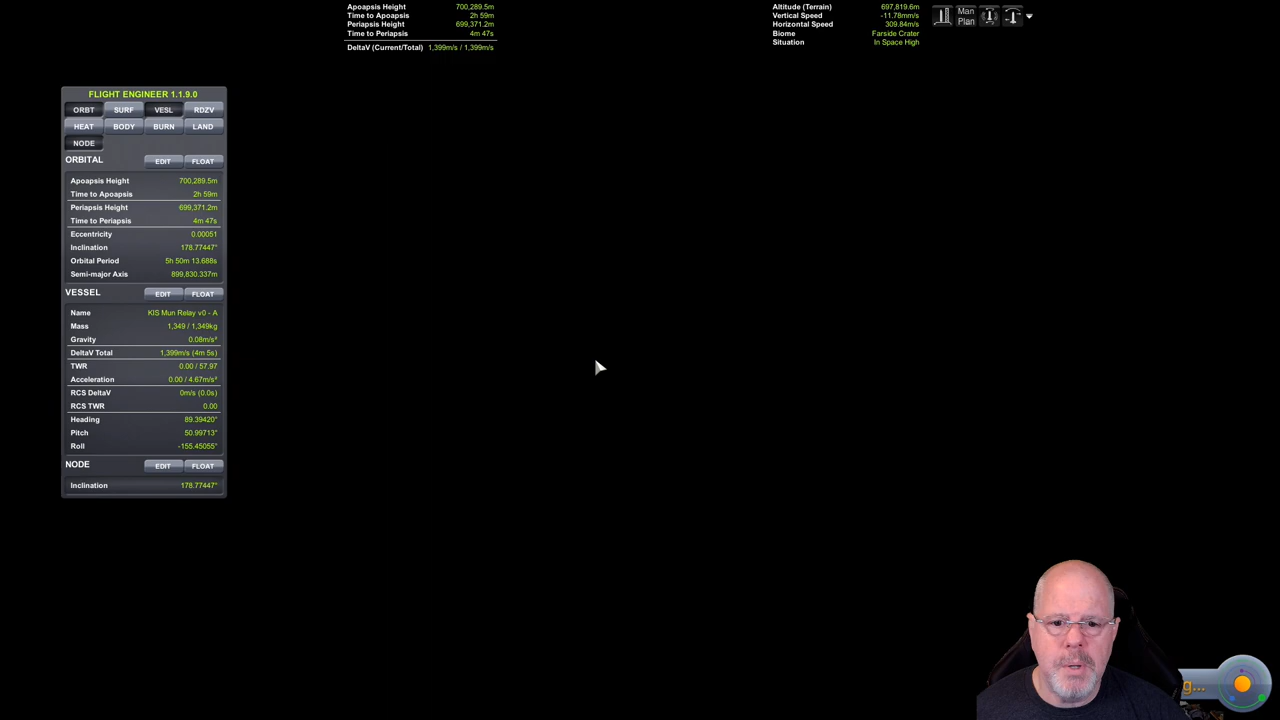 Apoapsis Height 700,289.5m
Time to Apoapsis 2h 59m
Periapsis Height 699,371.2m
Time to Periapsis 4m 47s
DeltaV (Current/Total) 1,399m/s / 1,399m/s
Altitude (Terrain) 697,819.6m
Vertical Speed -11.78mm/s
Horizontal Speed 309.84m/s
Biome Farside Crater
Situation In Space High
Man
Plan
FLIGHT ENGINEER 1.1.9.0
ORBT SURF VESL RDZV
HEAT BODY BURN LAND
NODE
ORBITAL EDIT FLOAT
Apoapsis Height 700,289.5m
Time to Apoapsis 2h 59m
Periapsis Height 699,371.2m
Time to Periapsis 4m 47s
Eccentricity 0.00051
Inclination 178.77447°
Orbital Period 5h 50m 13.688s
Semi-major Axis 899,830.337m
VESSEL EDIT FLOAT
Name KIS Mun Relay v0 - A
Mass 1,349 / 1,349kg
Gravity 0.08m/s²
DeltaV Total 1,399m/s (4m 5s)
TWR 0.00 / 57.97
Acceleration 0.00 / 4.67m/s²
RCS DeltaV 0m/s (0.0s)
RCS TWR 0.00
Heading 89.39420°
Pitch 50.99713°
Roll -155.45055°
NODE EDIT FLOAT
Inclination 178.77447°
g...